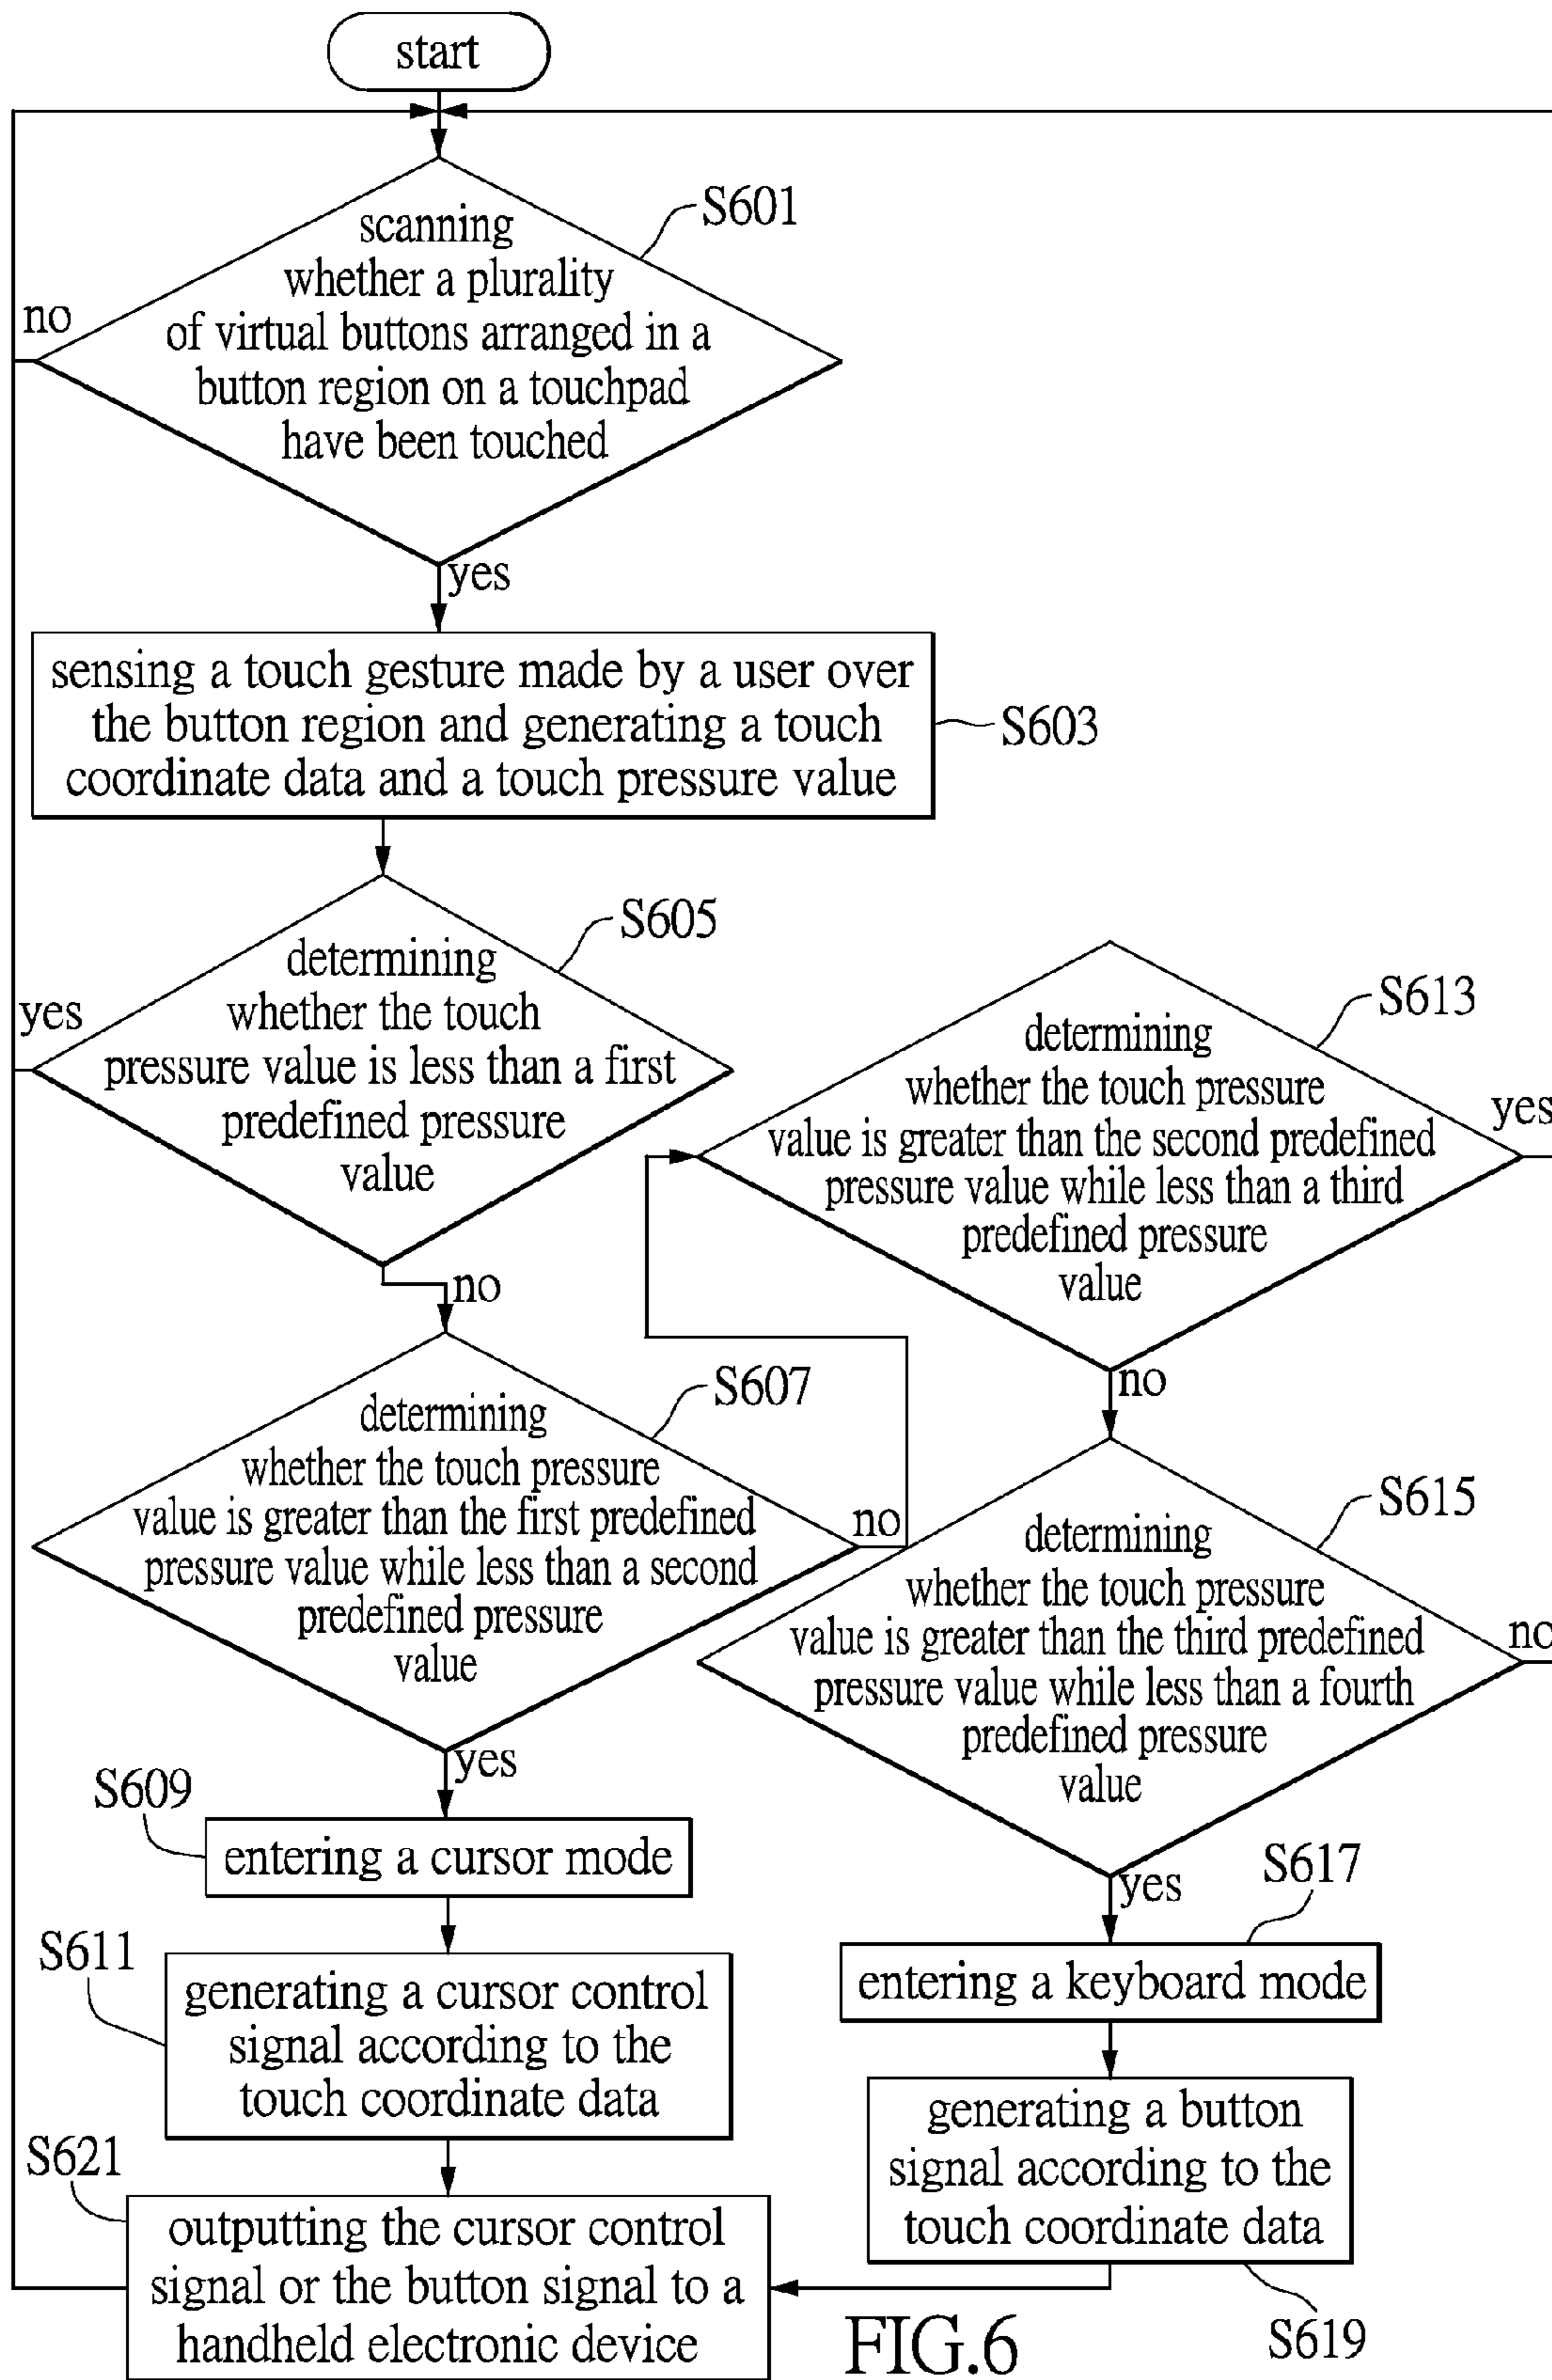 start
S601
scanning
whether a plurality
of virtual buttons arranged in a
button region on a touchpad
have been touched
no
yes
sensing a touch gesture made by a user over
the button region and generating a touch
coordinate data and a touch pressure value
S603
S605
determining
whether the touch
pressure value is less than a first
predefined pressure
value
yes
no
S607
determining
whether the touch pressure
value is greater than the first predefined
pressure value while less than a second
predefined pressure
value
no
yes
S609
entering a cursor mode
S611
generating a cursor control
signal according to the
touch coordinate data
S613
determining
whether the touch pressure
value is greater than the second predefined
pressure value while less than a third
predefined pressure
value
yes
no
S615
determining
whether the touch pressure
value is greater than the third predefined
pressure value while less than a fourth
predefined pressure
value
no
yes
S617
entering a keyboard mode
generating a button
signal according to the
touch coordinate data
S619
S621
outputting the cursor control
signal or the button signal to a
handheld electronic device
FIG.6